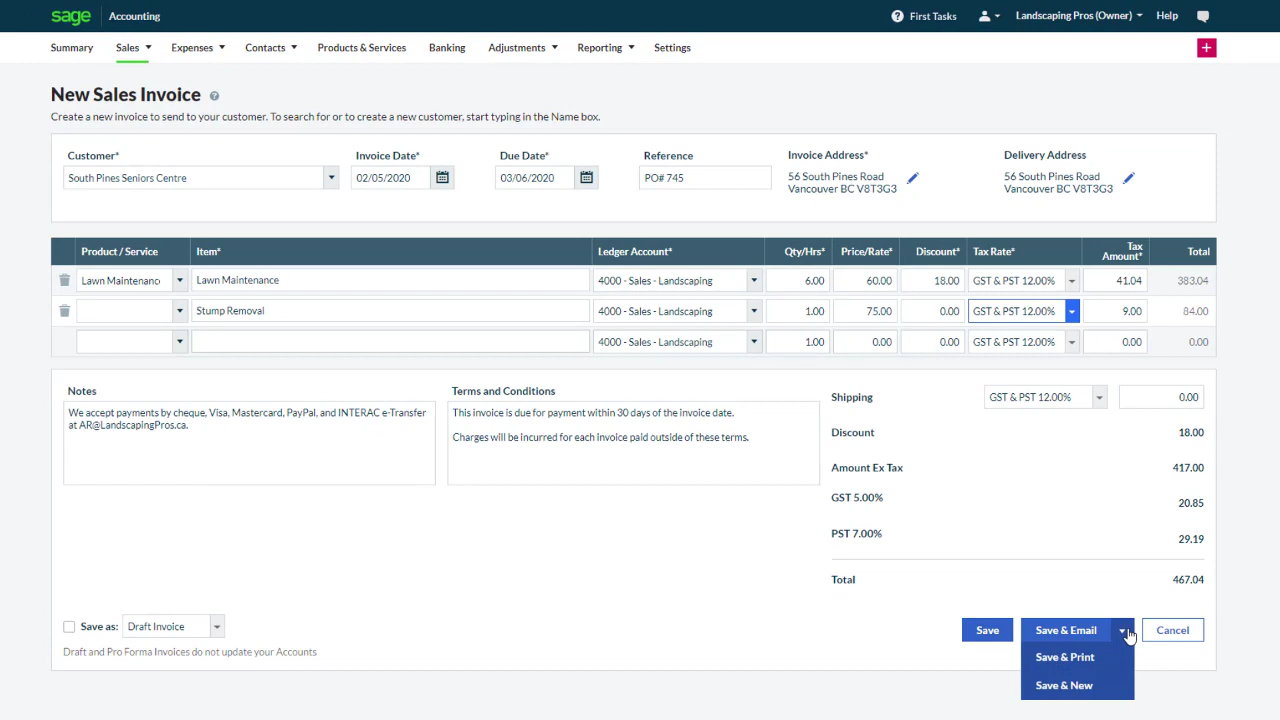 sage Accounting First Tasks Landscaping Pros (Owner) Help
Summary Sales Expenses Contacts Products & Services Banking Adjustments Reporting Settings
New Sales Invoice
Create a new invoice to send to your customer. To search for or to create a new customer, start typing in the Name box.
Customer* Invoice Date* Due Date* Reference Invoice Address* Delivery Address
South Pines Seniors Centre 02/05/2020 03/06/2020 PO# 745 56 South Pines Road 56 South Pines Road
Vancouver BC V8T3G3 Vancouver BC V8T3G3
Product / Service Item* Ledger Account* Qty/Hrs* Price/Rate* Discount* Tax Rate* Tax Amount* Total
Lawn Maintenanc Lawn Maintenance 4000 - Sales - Landscaping 6.00 60.00 18.00 GST & PST 12.00% 41.04 383.04
Stump Removal 4000 - Sales - Landscaping 1.00 75.00 0.00 GST & PST 12.00% 9.00 84.00
4000 - Sales - Landscaping 1.00 0.00 0.00 GST & PST 12.00% 0.00 0.00
Notes
We accept payments by cheque, Visa, Mastercard, PayPal, and INTERAC e-Transfer
at AR@LandscapingPros.ca.
Terms and Conditions
This invoice is due for payment within 30 days of the invoice date.
Charges will be incurred for each invoice paid outside of these terms.
Shipping GST & PST 12.00% 0.00
Discount 18.00
Amount Ex Tax 417.00
GST 5.00% 20.85
PST 7.00% 29.19
Total 467.04
Save as: Draft Invoice
Draft and Pro Forma Invoices do not update your Accounts
Save Save & Email Cancel
Save & Print
Save & New